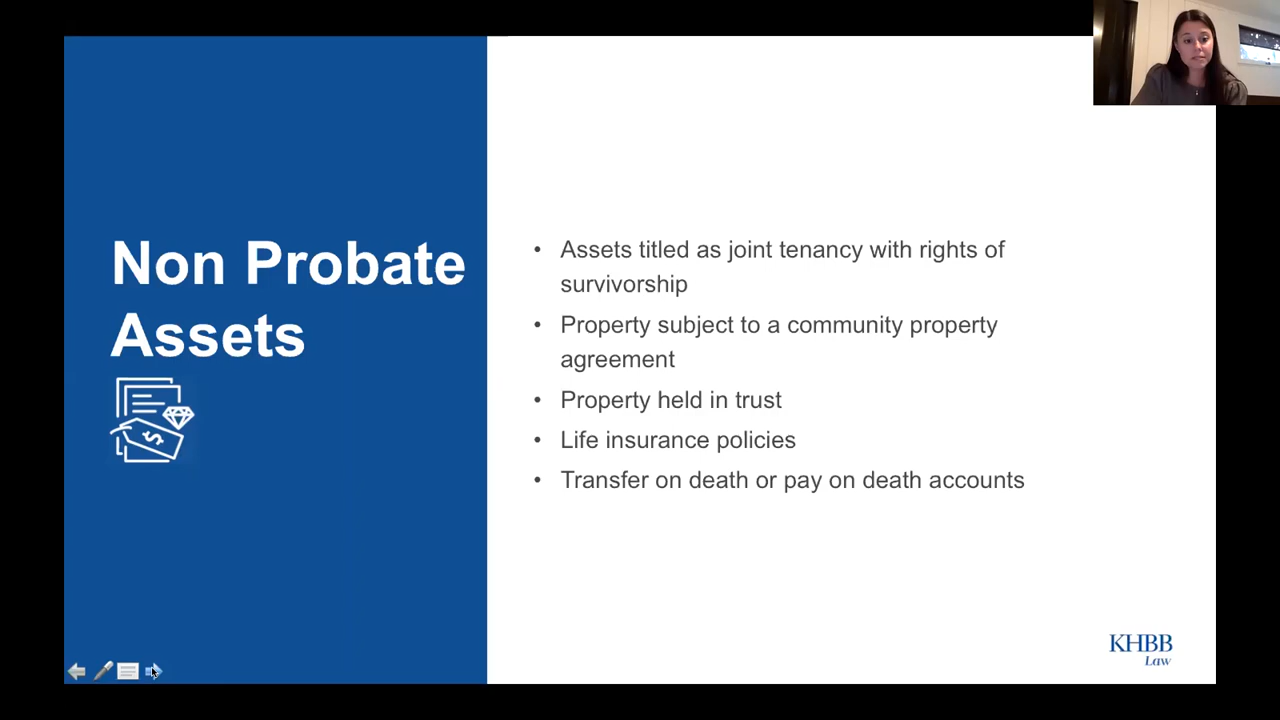 Non Probate
Assets
• Assets titled as joint tenancy with rights of
survivorship
• Property subject to a community property
agreement
• Property held in trust
• Life insurance policies
• Transfer on death or pay on death accounts
$
KHBB
Law